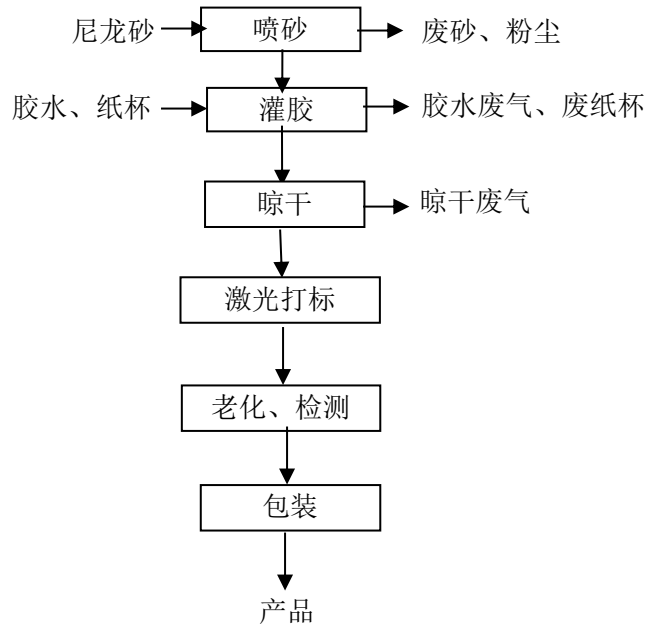 尼龙砂
喷砂
废砂、粉尘
胶水、纸杯
灌胶
胶水废气、废纸杯
晾干
晾干废气
激光打标
老化、检测
包装
产品